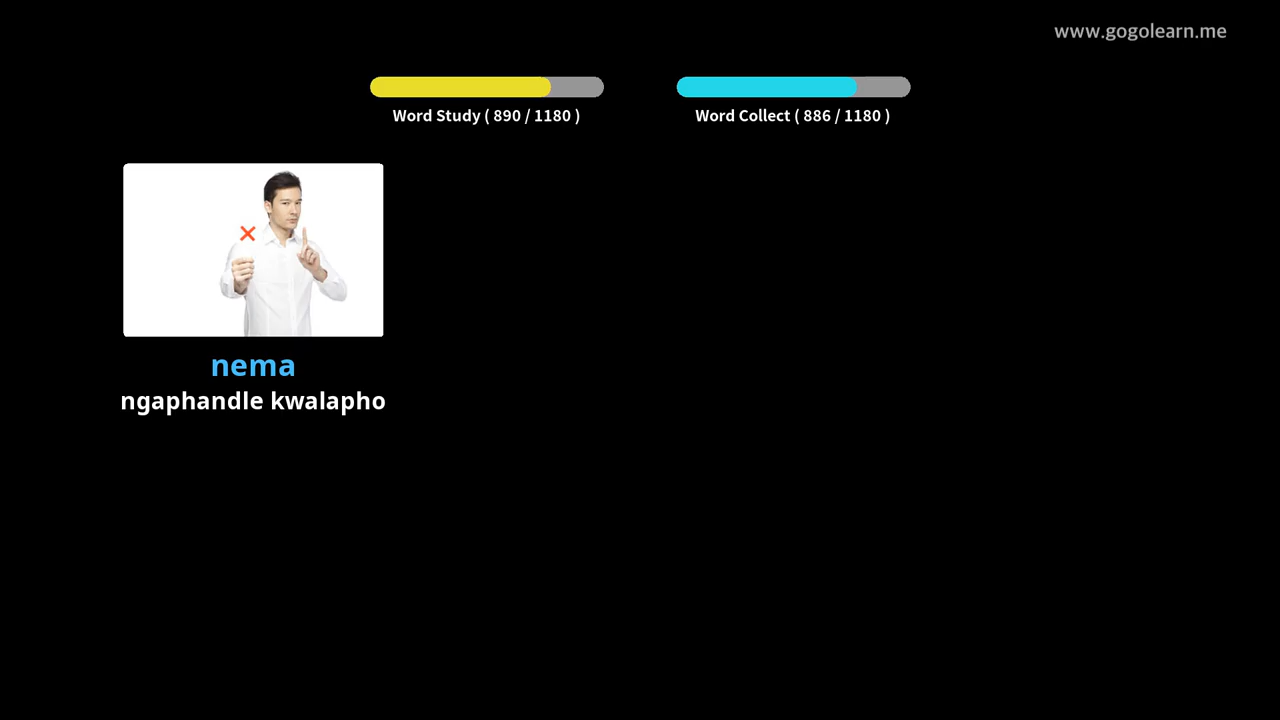 www.gogolearn.me
Word Study ( 890 / 1180 )
Word Collect ( 886 / 1180 )
nema
ngaphandle kwalapho